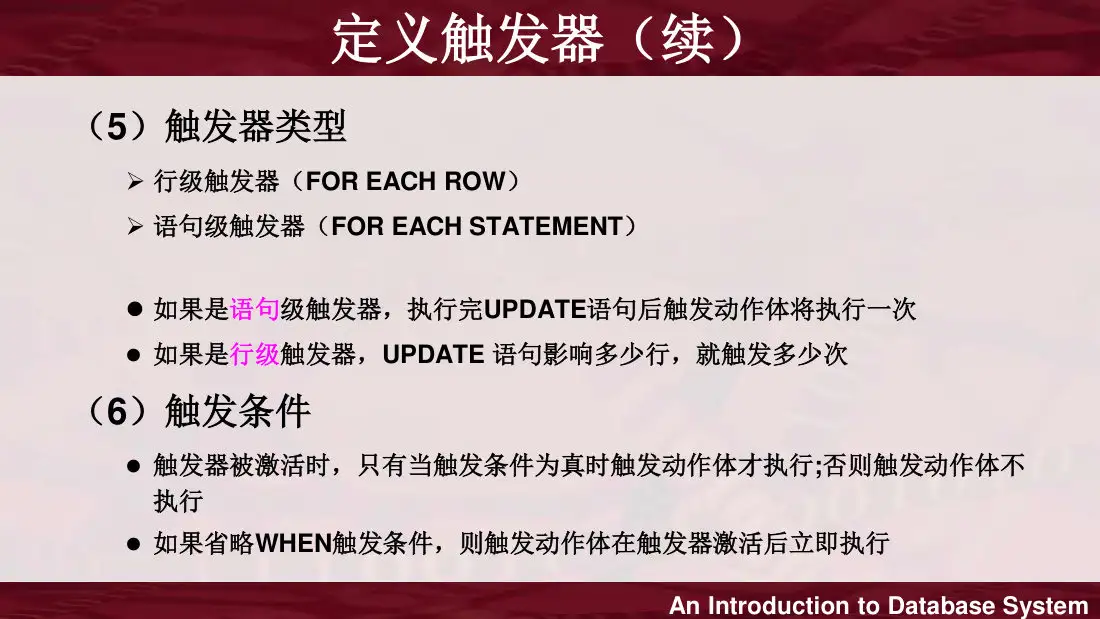 定义触发器（续）
（5）触发器类型
➢ 行级触发器（FOR EACH ROW）
➢ 语句级触发器（FOR EACH STATEMENT）
● 如果是语句级触发器，执行完UPDATE语句后触发动作体将执行一次
● 如果是行级触发器，UPDATE 语句影响多少行，就触发多少次
（6）触发条件
● 触发器被激活时，只有当触发条件为真时触发动作体才执行;否则触发动作体不
执行
● 如果省略WHEN触发条件，则触发动作体在触发器激活后立即执行
An Introduction to Database System